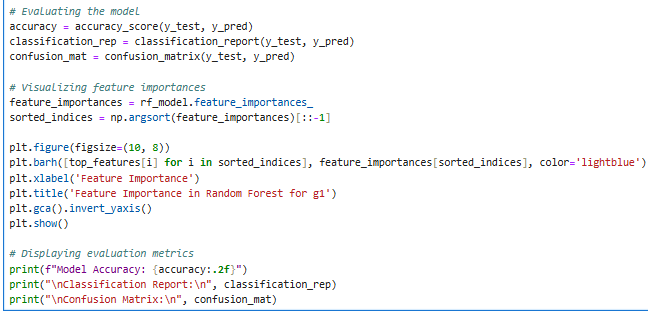 # Evaluating the model
accuracy = accuracy_score(y_test, y_pred)
classification_rep = classification_report(y_test, y_pred)
confusion_mat = confusion_matrix(y_test, y_pred)
# Visualizing feature importances
feature_importances = rf_model.feature_importances_
sorted_indices = np.argsort(feature_importances)[::-1]
plt.figure(figsize=(10, 8))
plt.barh([top_features[i] for i in sorted_indices], feature_importances[sorted_indices], color='lightblue')
plt.xlabel('Feature Importance')
plt.title('Feature Importance in Random Forest for g1')
plt.gca().invert_yaxis()
plt.show()
# Displaying evaluation metrics
print(f"Model Accuracy: {accuracy:.2f}")
print("\nClassification Report:\n", classification_rep)
print("\nConfusion Matrix:\n", confusion_mat)